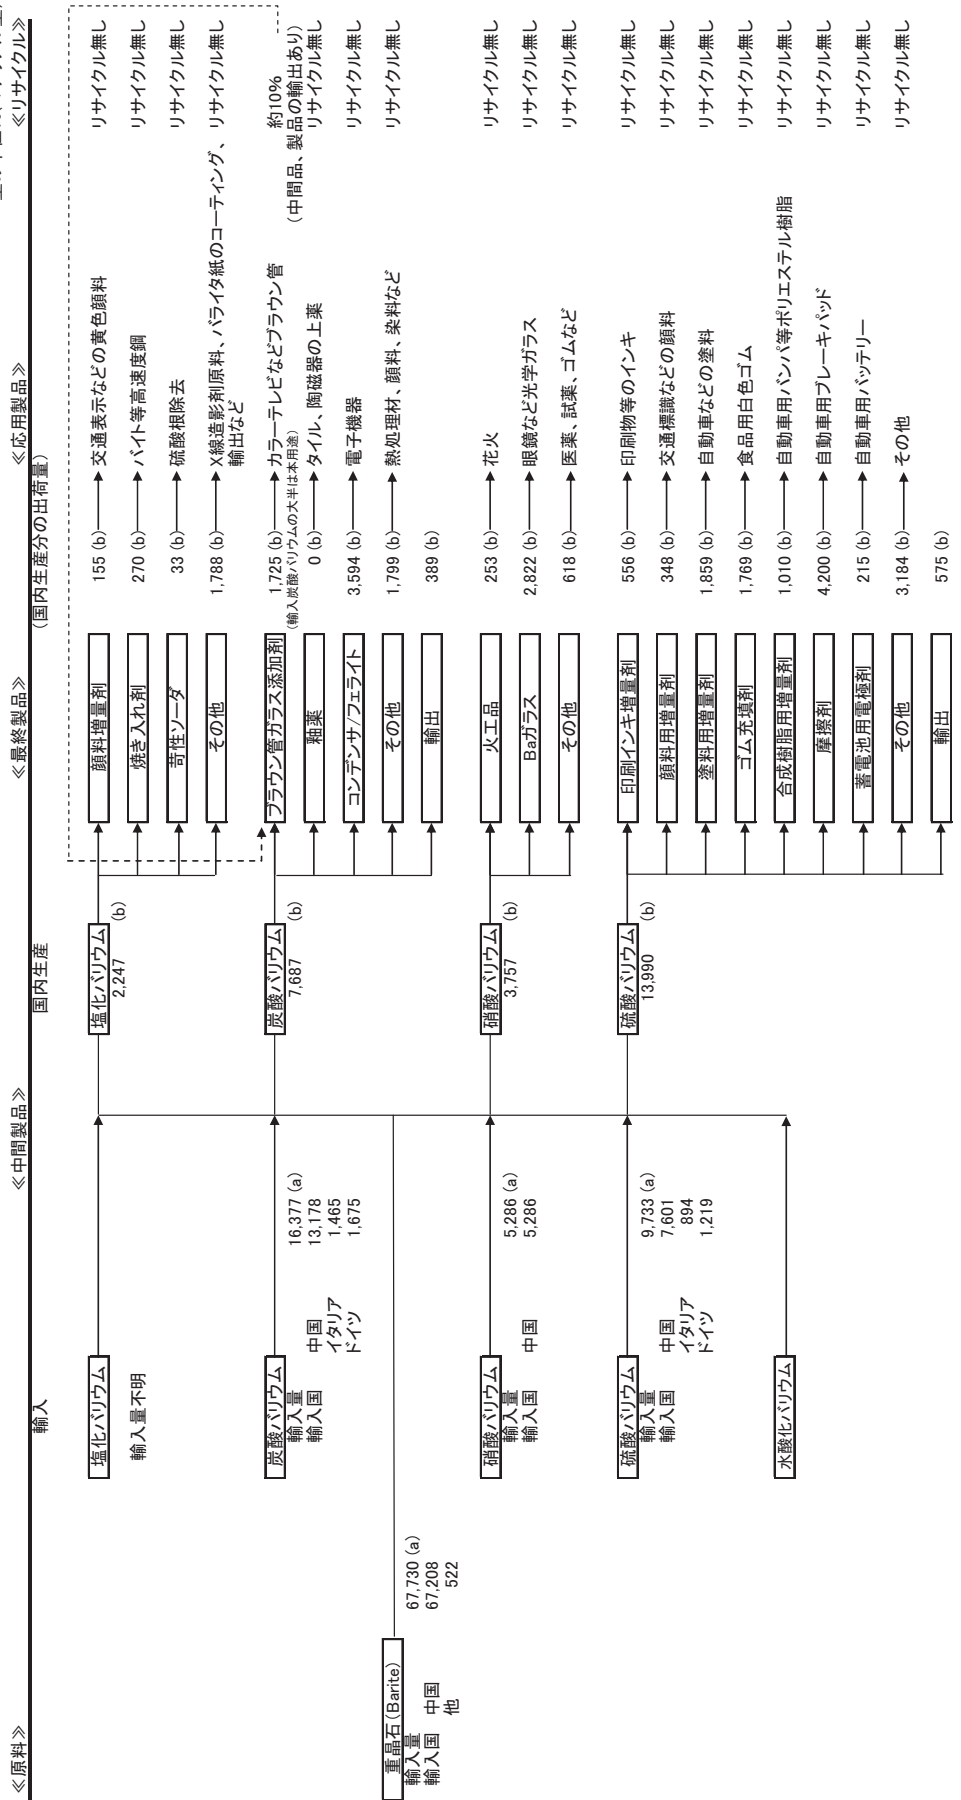 ≪原料≫
≪中間製品≫
≪最終製品≫
≪応用製品≫
≪リサイクル≫
輸入
国内生産
(国内生産分の出荷量)
重晶石(Barite)
輸入量 67,730 (a)
輸入国 中国 67,208
他 522
塩化バリウム
輸入量不明
炭酸バリウム
輸入量 16,377 (a)
輸入国 中国 13,178
イタリア 1,465
ドイツ 1,675
硝酸バリウム
輸入量 5,286 (a)
輸入国 中国 5,286
硫酸バリウム
輸入量 9,733 (a)
輸入国 中国 7,601
イタリア 894
ドイツ 1,219
水酸化バリウム
塩化バリウム
2,247 (b)
顔料増量剤 155 (b) 交通表示などの黄色顔料 リサイクル無し
焼き入れ剤 270 (b) バイト等高速度鋼 リサイクル無し
苛性ソーダ 33 (b) 硫酸根除去 リサイクル無し
その他 1,788 (b) X線造影剤原料、バライタ紙のコーティング、 リサイクル無し
輸出など
炭酸バリウム
7,687 (b)
ブラウン管ガラス添加剤 1,725 (b) カラーテレビなどブラウン管 約10%
(輸入炭酸バリウムの大半は本用途) (中間品、製品の輸出あり)
釉薬 0 (b) タイル、陶磁器の上薬 リサイクル無し
コンデンサ/フェライト 3,594 (b) 電子機器 リサイクル無し
その他 1,799 (b) 熱処理材、顔料、染料など リサイクル無し
輸出 389 (b)
硝酸バリウム
3,757 (b)
火工品 253 (b) 花火 リサイクル無し
Baガラス 2,822 (b) 眼鏡など光学ガラス リサイクル無し
その他 618 (b) 医薬、試薬、ゴムなど リサイクル無し
硫酸バリウム
13,990 (b)
印刷インキ増量剤 556 (b) 印刷物等のインキ リサイクル無し
顔料用増量剤 348 (b) 交通標識などの顔料 リサイクル無し
塗料用増量剤 1,859 (b) 自動車などの塗料 リサイクル無し
ゴム充填剤 1,769 (b) 食品用白色ゴム リサイクル無し
合成樹脂用増量剤 1,010 (b) 自動車用バンパ等ポリエステル樹脂 リサイクル無し
摩擦剤 4,200 (b) 自動車用ブレーキパッド リサイクル無し
蓄電池用電極剤 215 (b) 自動車用バッテリー リサイクル無し
その他 3,184 (b) その他 リサイクル無し
輸出 575 (b)